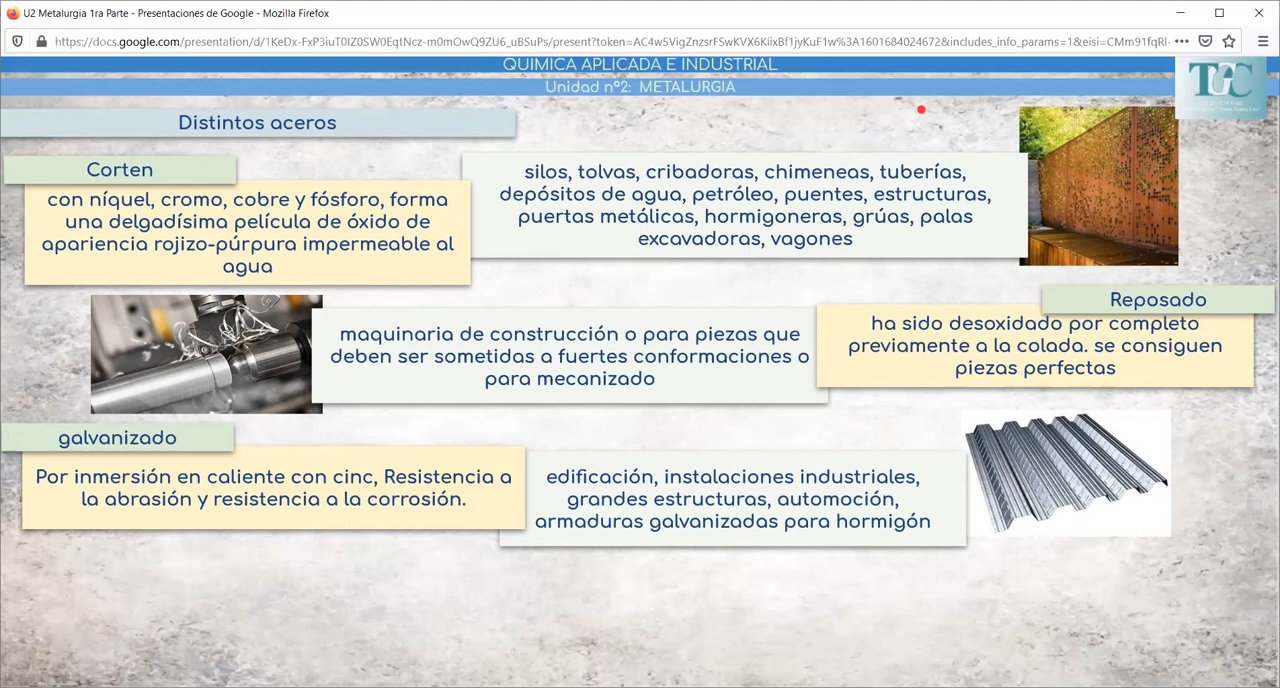 U2 Metalurgia 1ra Parte - Presentaciones de Google - Mozilla Firefox
https://docs.google.com/presentation/d/1KeDx-FxP3iuT0IZ0SW0EqtNcz-m0mOwQ9ZU6_uBSuPs/present?token=AC4w5VigZnzsrFSwKVX6KiixBf1jyKuF1w%3A1601684024672&includes_info_params=1&eisi=CMm91fqRl-
QUIMICA APLICADA E INDUSTRIAL
Unidad nº2: METALURGIA
TGC
Distintos aceros
Corten
con níquel, cromo, cobre y fósforo, forma
una delgadísima película de óxido de
apariencia rojizo-púrpura impermeable al
agua
silos, tolvas, cribadoras, chimeneas, tuberías,
depósitos de agua, petróleo, puentes, estructuras,
puertas metálicas, hormigoneras, grúas, palas
excavadoras, vagones
Reposado
ha sido desoxidado por completo
previamente a la colada. se consiguen
piezas perfectas
maquinaria de construcción o para piezas que
deben ser sometidas a fuertes conformaciones o
para mecanizado
galvanizado
Por inmersión en caliente con cinc, Resistencia a
la abrasión y resistencia a la corrosión.
edificación, instalaciones industriales,
grandes estructuras, automoción,
armaduras galvanizadas para hormigón